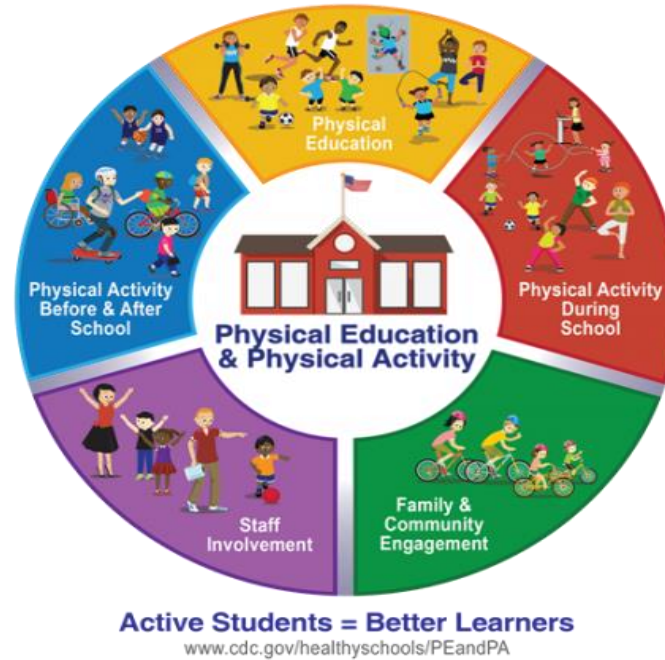 Physical
Education
Physical Activity
Before & After
School
Physical Activity
During
School
Physical Education
& Physical Activity
Staff
Involvement
Family &
Community
Engagement
Active Students = Better Learners
www.cdc.gov/healthyschools/PEandPA